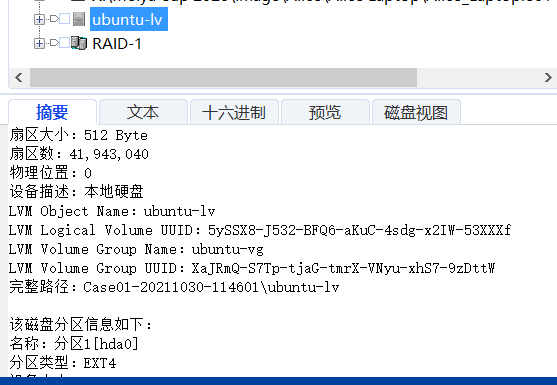 ubuntu-lv
RAID-1
摘要 文本 十六进制 预览 磁盘视图
扇区大小：512 Byte
扇区数：41,943,040
物理位置：0
设备描述：本地硬盘
LVM Object Name：ubuntu-lv
LVM Logical Volume UUID：5ySSX8-J532-BFQ6-aKuC-4sdg-x2IW-53XXXf
LVM Volume Group Name：ubuntu-vg
LVM Volume Group UUID：XaJRmQ-S7Tp-tjaG-tmrX-VNyu-xhS7-9zDttW
完整路径：Case01-20211030-114601\ubuntu-lv
该磁盘分区信息如下：
名称：分区1[hda0]
分区类型：EXT4